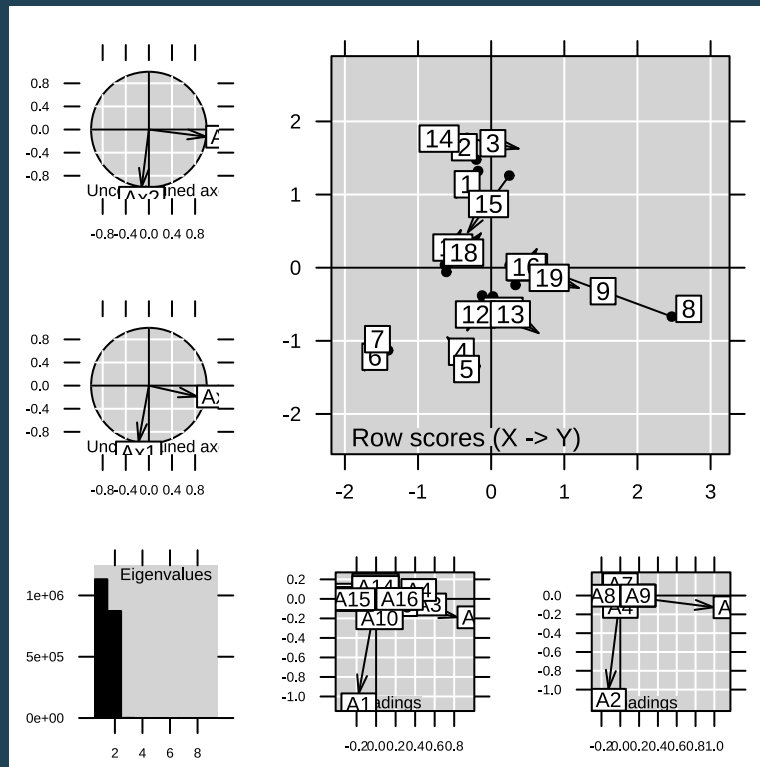 0.8
0.4
0.0
-0.4
-0.8
Ax2
-0.8 -0.4 0.0 0.4 0.8
0.8
0.4
0.0
-0.4
-0.8
Ax1
-0.8 -0.4 0.0 0.4 0.8
14 2 3
1
15
18
16 19 9 8
12 13
7
6
4
5
2
1
0
-1
-2
Row scores (X -> Y)
-2 -1 0 1 2 3
Eigenvalues
1e+06
5e+05
0e+00
2 4 6 8
0.2
0.0
-0.2
-0.4
-0.6
-0.8
-1.0
A14 A4
A15 A16 A3
A10
A1
-0.2 0.0 0.2 0.4 0.6 0.8
0.0
-0.2
-0.4
-0.6
-0.8
-1.0
A7
A8 A9
A4
A2
-0.2 0.0 0.2 0.4 0.6 0.8 1.0